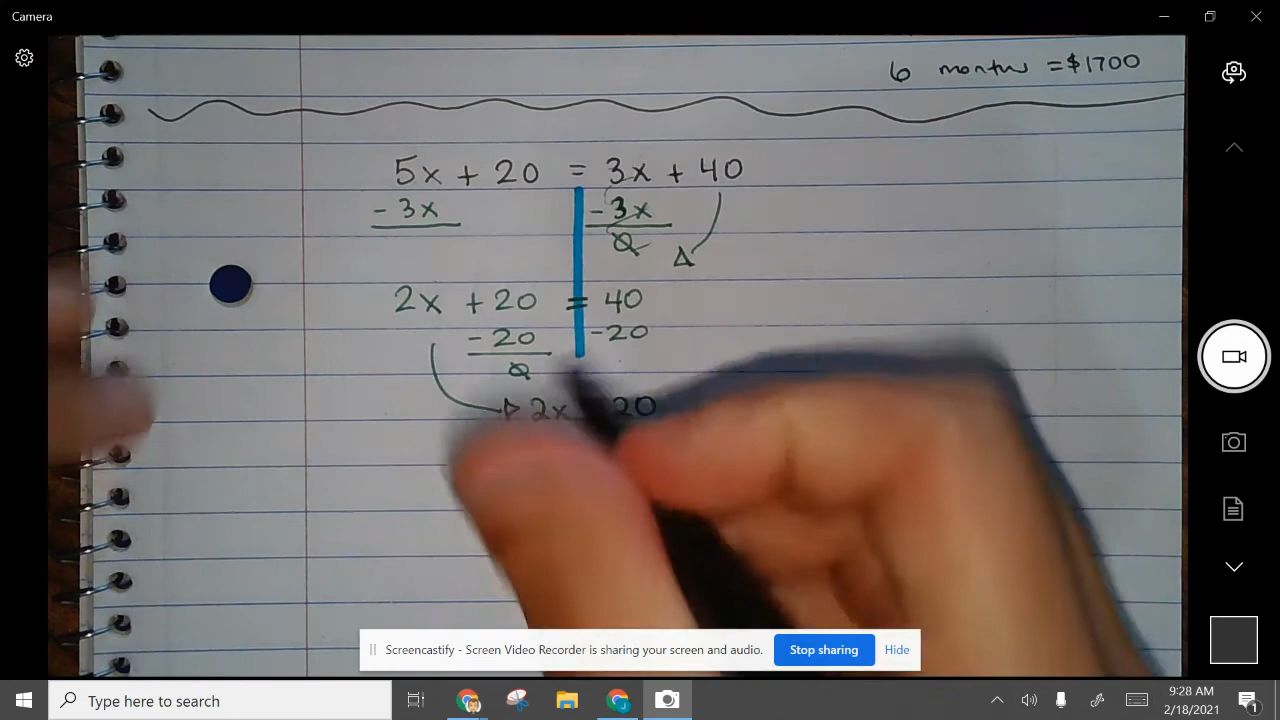 Camera
6 months = $1700
5x + 20 = 3x + 40
- 3x - 3x
0
2x + 20 = 40
- 20 - 20
0
2x 20
Screencastify - Screen Video Recorder is sharing your screen and audio. Stop sharing Hide
Type here to search
9:28 AM
2/18/2021
1